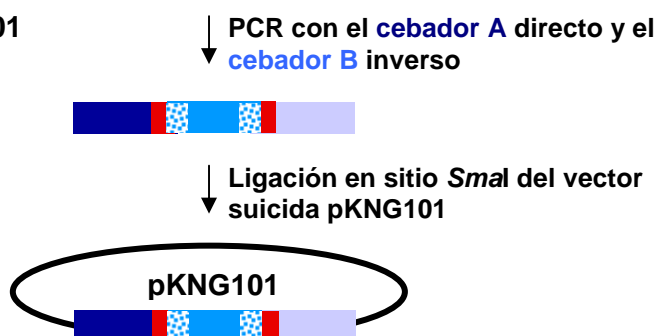 01
PCR con el cebador A directo y el
cebador B inverso
Ligación en sitio SmaI del vector
suicida pKNG101
pKNG101